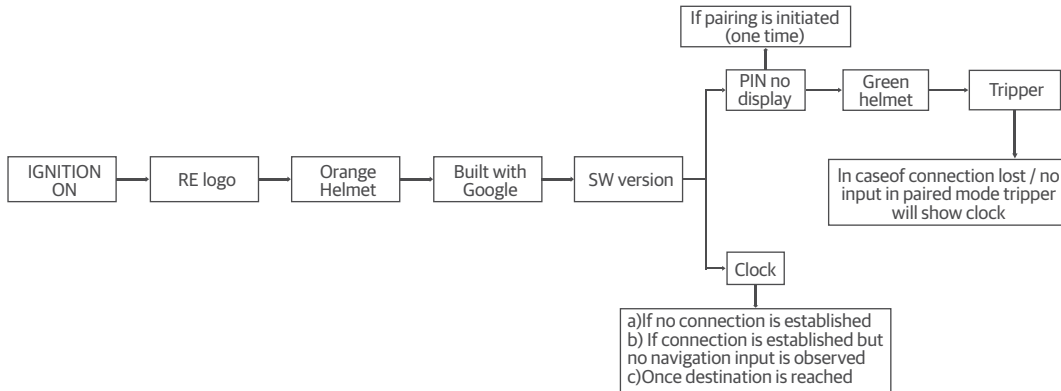 If pairing is initiated
(one time)
PIN no
display
Green
helmet
Tripper
IGNITION
ON
RE logo
Orange
Helmet
Built with
Google
SW version
In caseof connection lost / no
input in paired mode tripper
will show clock
Clock
a)If no connection is established
b) If connection is established but
no navigation input is observed
c)Once destination is reached